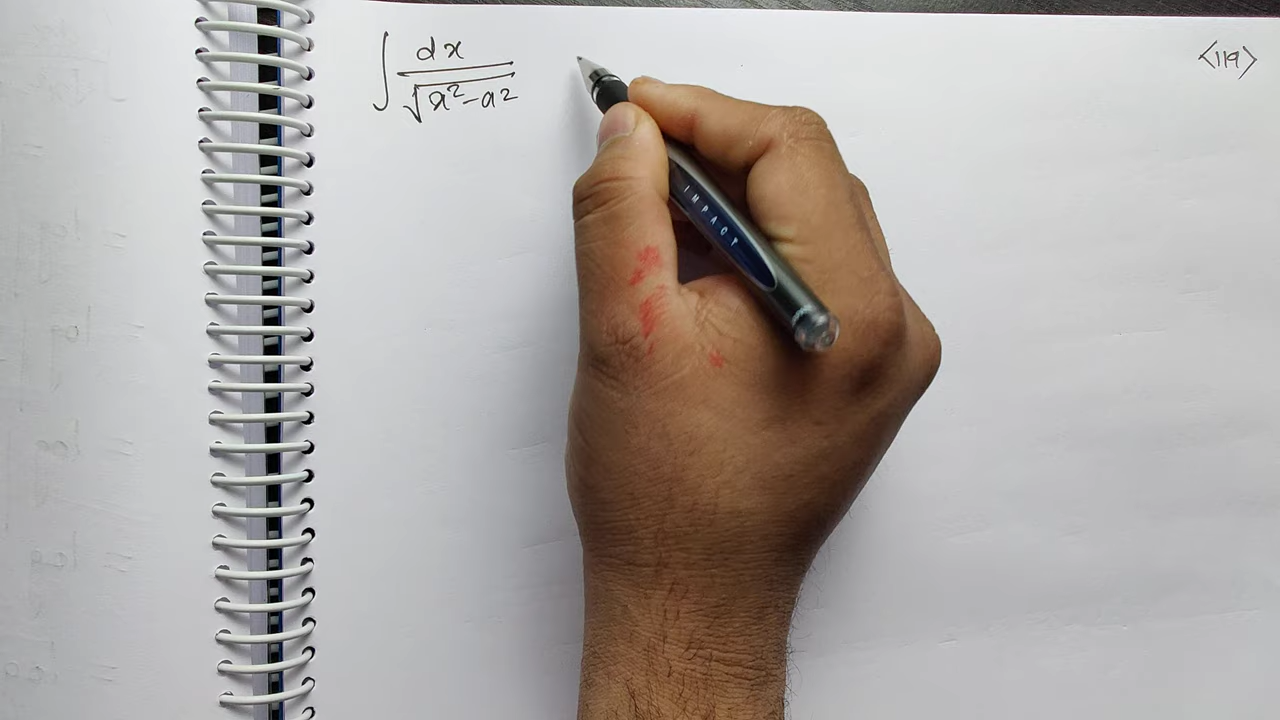 ∫ dx / √x² - a²
<119>
IMPACT